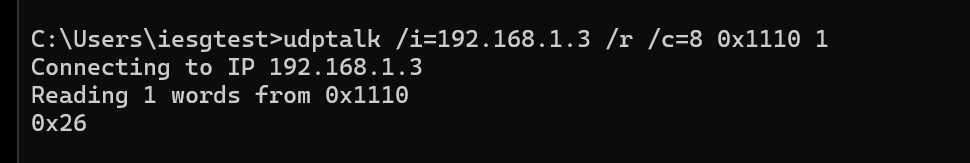 C:\Users\iesgtest>udptalk /i=192.168.1.3 /r /c=8 0x1110 1
Connecting to IP 192.168.1.3
Reading 1 words from 0x1110
0x26